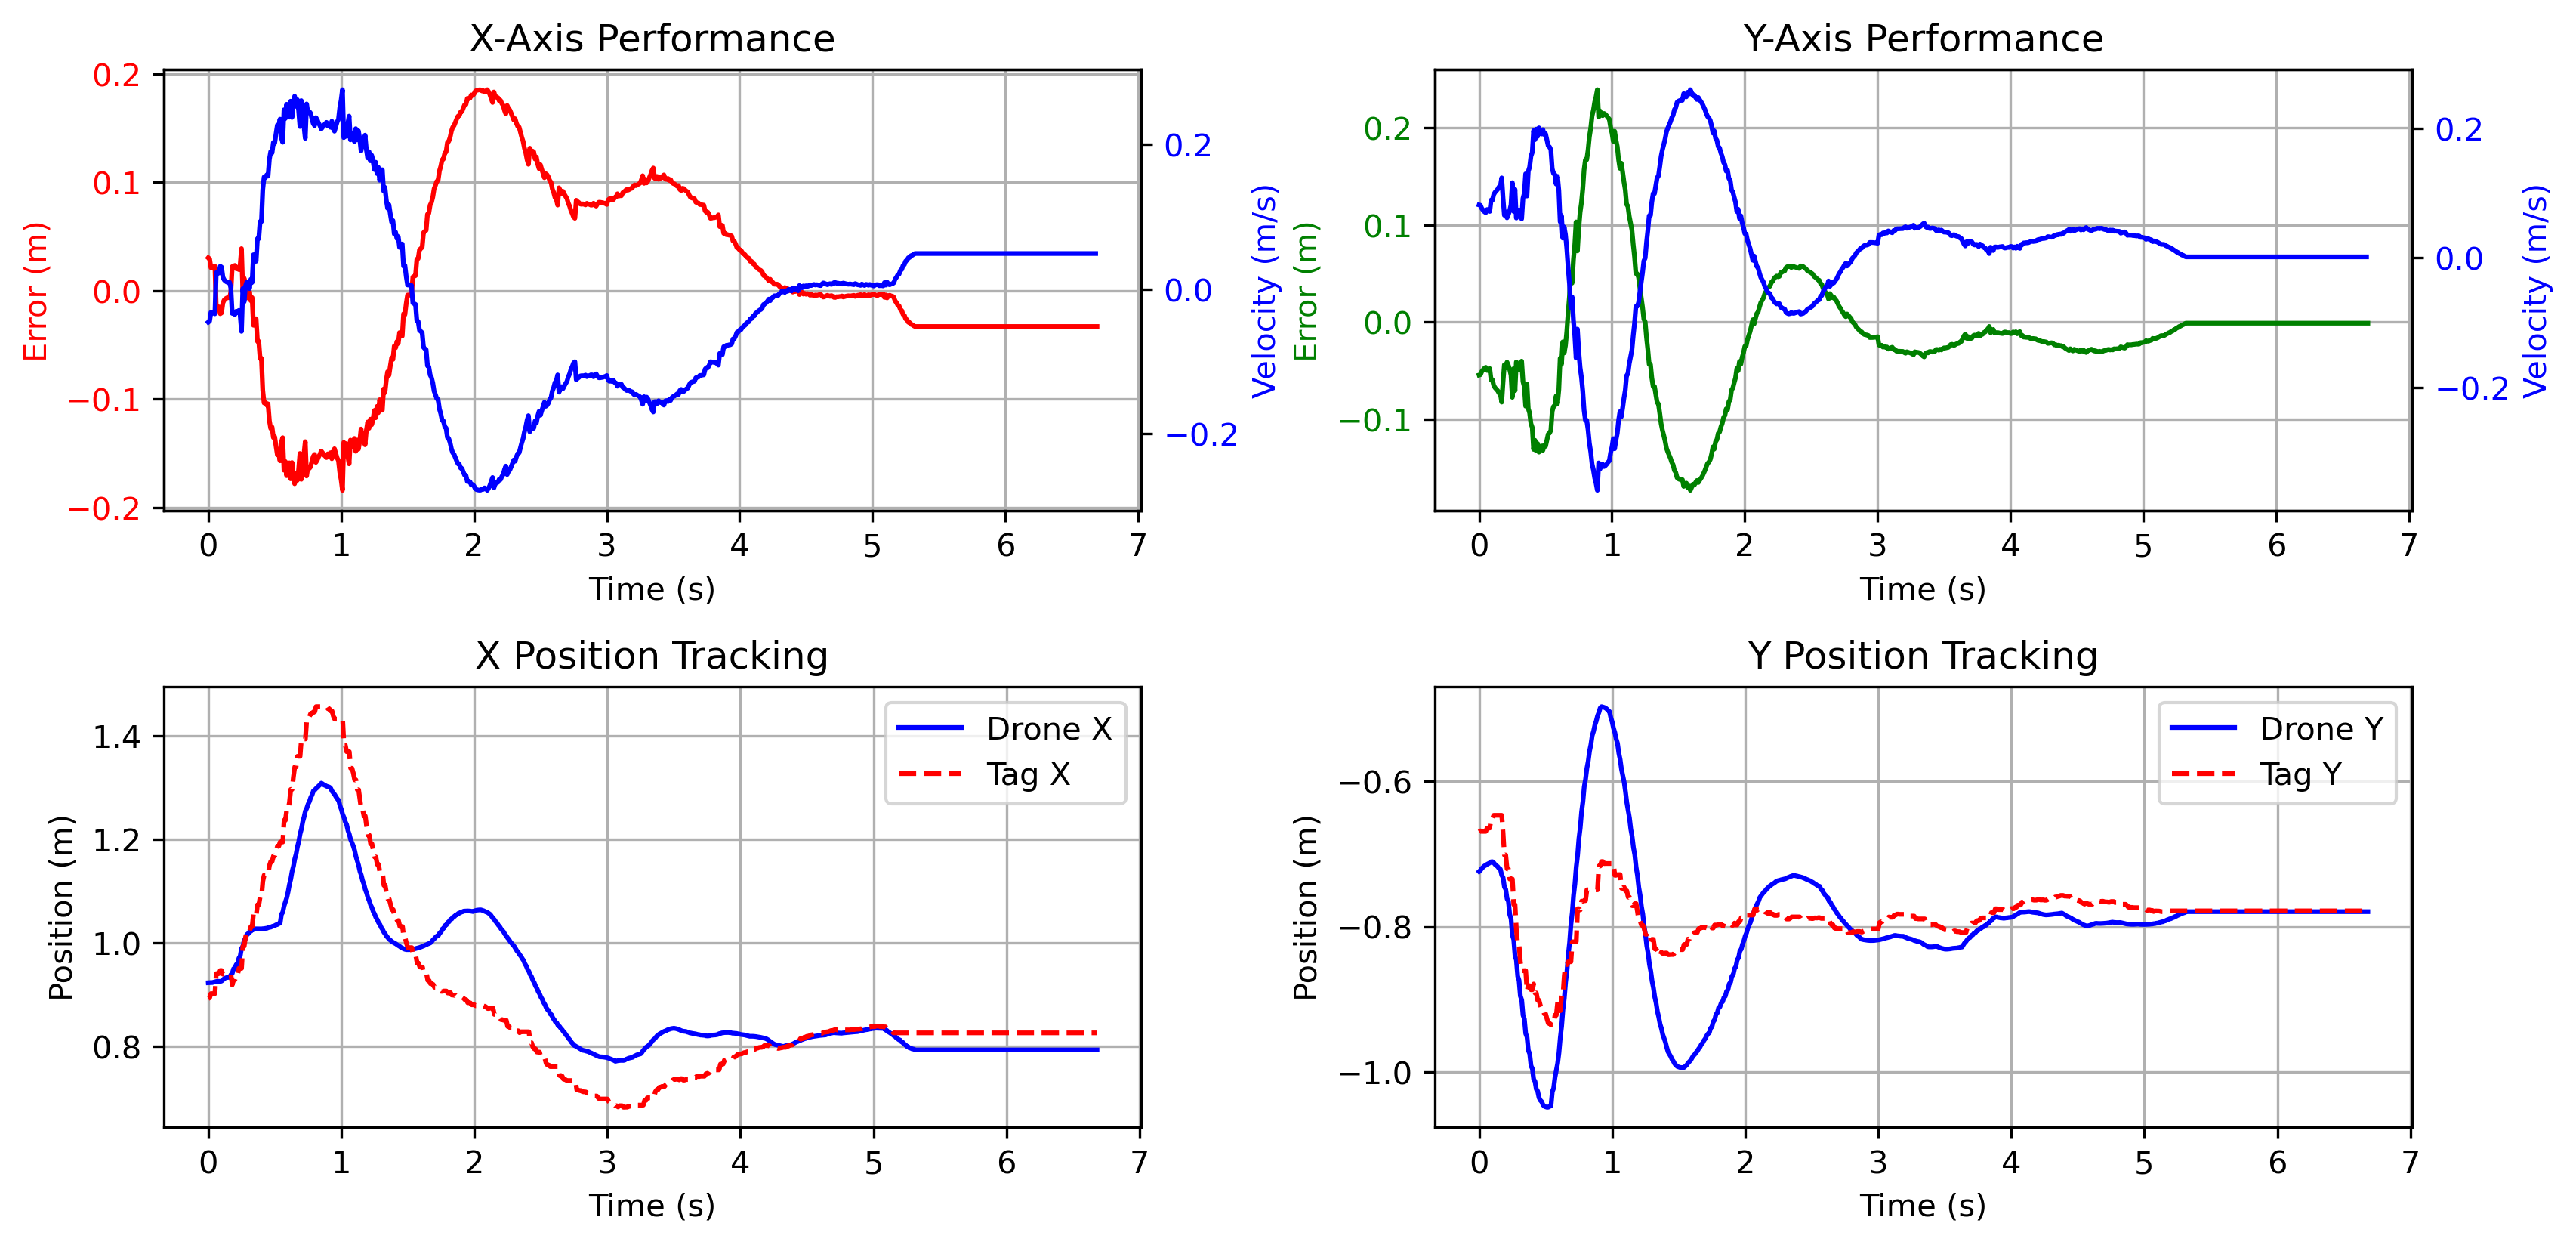 X-Axis Performance
0.2
0.1
0.0
−0.1
−0.2
Error (m)
0.2
0.0
−0.2
Velocity (m/s)
0 1 2 3 4 5 6 7
Time (s)
Y-Axis Performance
0.2
0.1
0.0
−0.1
Error (m)
0.2
0.0
−0.2
Velocity (m/s)
0 1 2 3 4 5 6 7
Time (s)
X Position Tracking
1.4
1.2
1.0
0.8
Position (m)
Drone X
Tag X
0 1 2 3 4 5 6 7
Time (s)
Y Position Tracking
−0.6
−0.8
−1.0
Position (m)
Drone Y
Tag Y
0 1 2 3 4 5 6 7
Time (s)